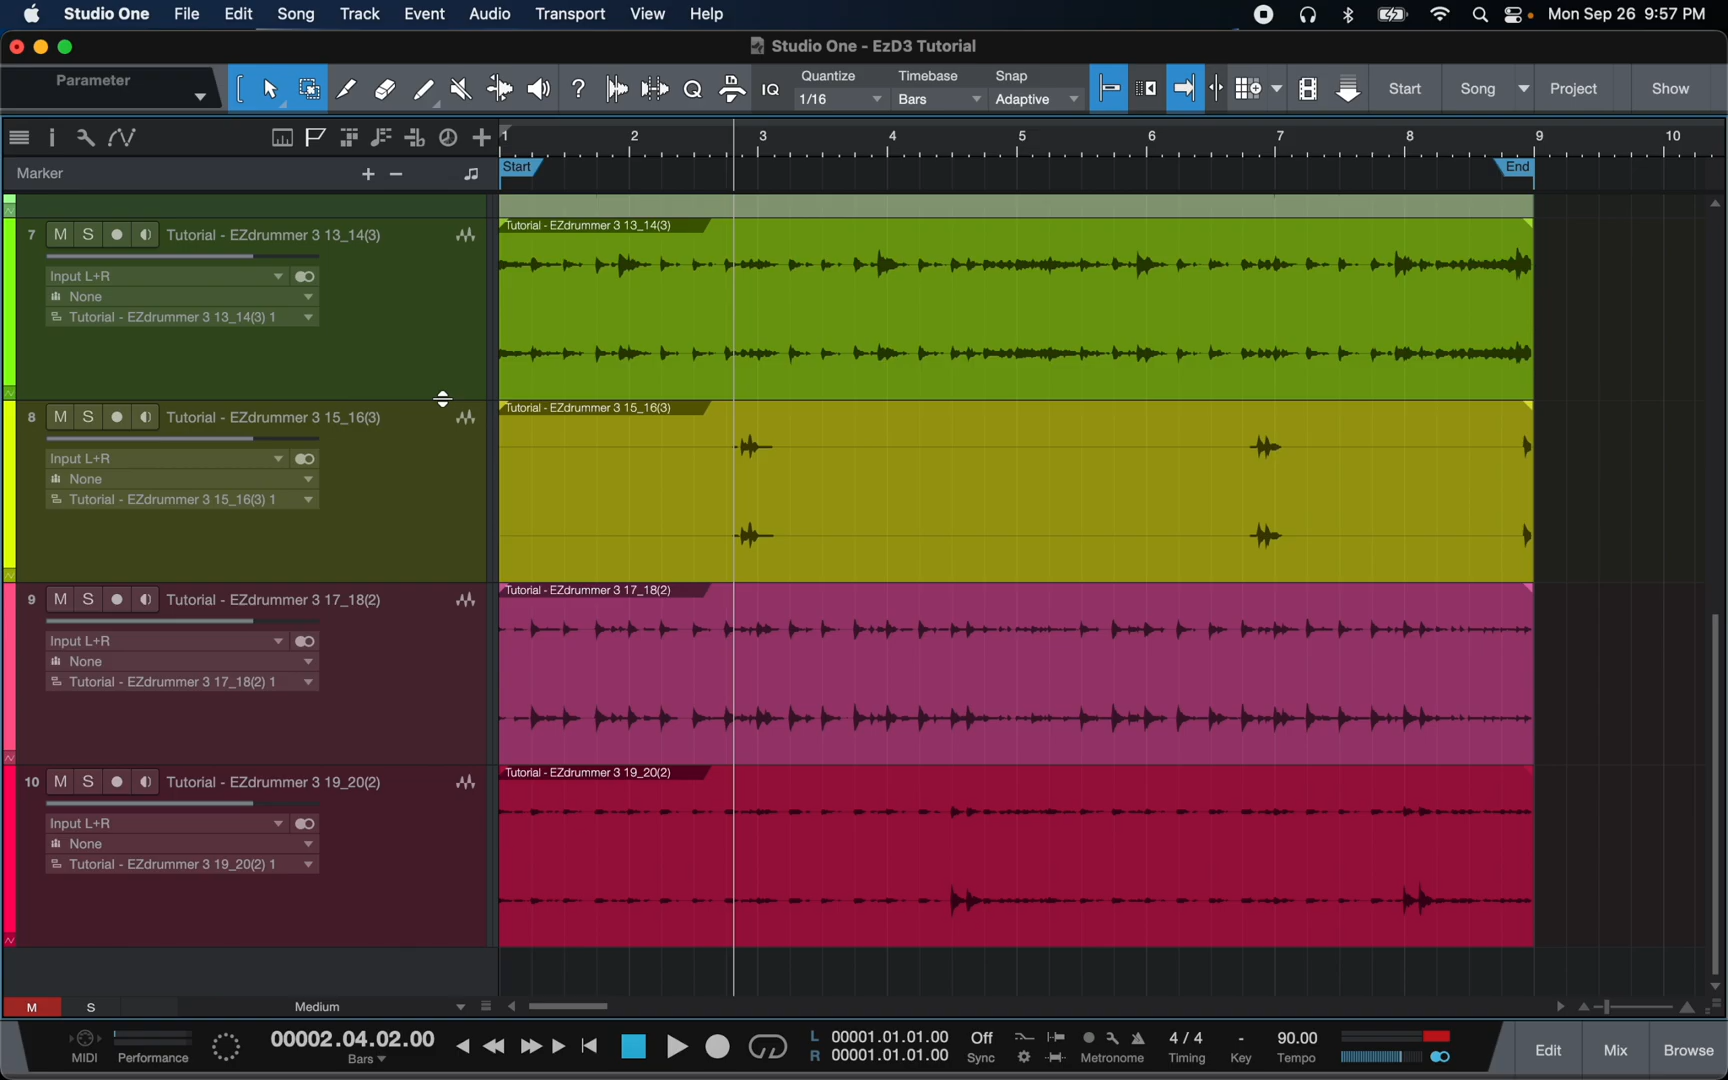 Studio One File Edit Song Track Event Audio Transport View Help Mon Sep 26 9:57 PM
Studio One - EzD3 Tutorial
Parameter
? Q IQ
Quantize Timebase Snap
1/16 Bars Adaptive
Start Song Project Show
1 2 3 4 5 6 7 8 9 10
Marker + −
Start End
7 M S Tutorial - EZdrummer 3 13_14(3)
Input L+R
None
Tutorial - EZdrummer 3 13_14(3) 1
Tutorial - EZdrummer 3 13_14(3)
8 M S Tutorial - EZdrummer 3 15_16(3)
Input L+R
None
Tutorial - EZdrummer 3 15_16(3) 1
Tutorial - EZdrummer 3 15_16(3)
9 M S Tutorial - EZdrummer 3 17_18(2)
Input L+R
None
Tutorial - EZdrummer 3 17_18(2) 1
Tutorial - EZdrummer 3 17_18(2)
10 M S Tutorial - EZdrummer 3 19_20(2)
Input L+R
None
Tutorial - EZdrummer 3 19_20(2) 1
Tutorial - EZdrummer 3 19_20(2)
M S Medium
MIDI Performance
00002.04.02.00
Bars
L 00001.01.01.00
R 00001.01.01.00
Off
Sync
Metronome
4 / 4
Timing
-
Key
90.00
Tempo
Edit Mix Browse